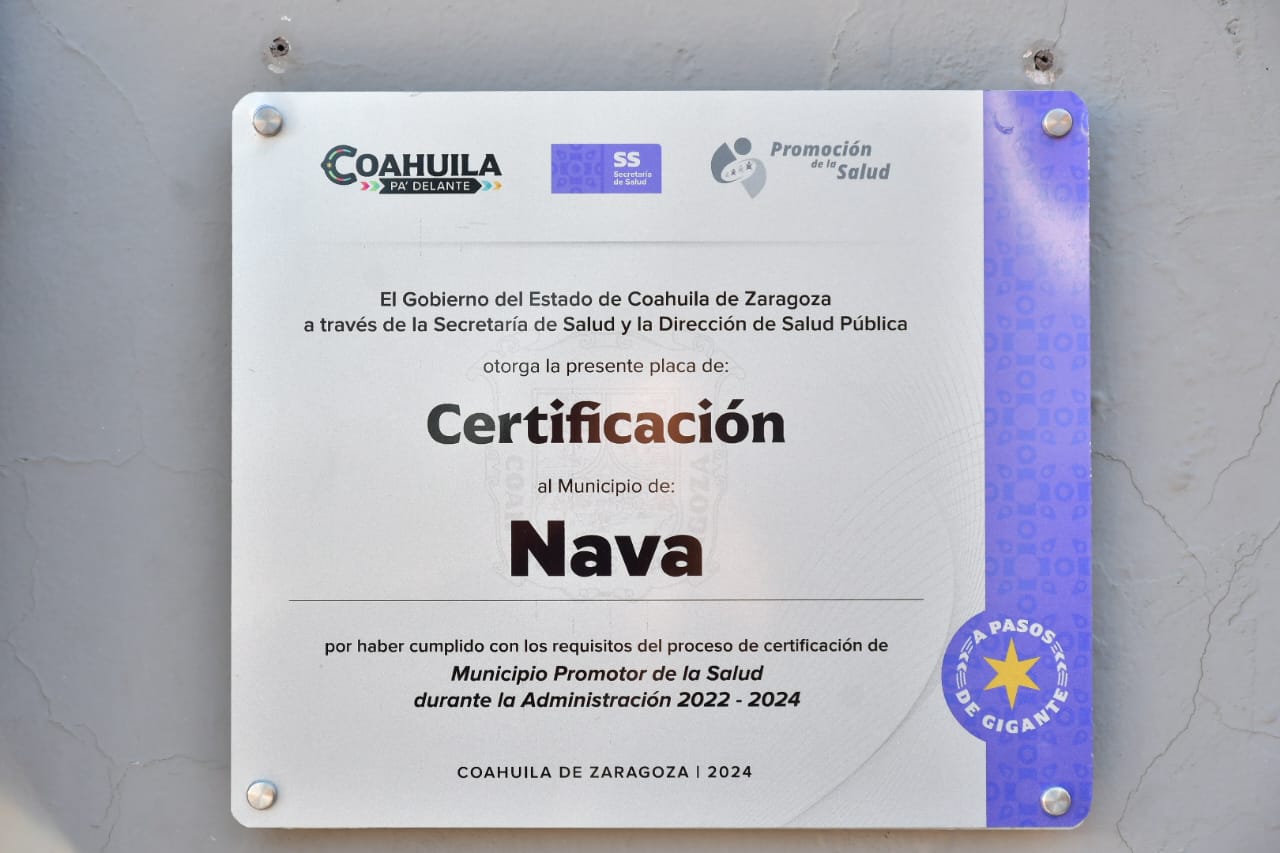 COAHUILA
PA' DELANTE
SS
Secretaría
de Salud
Promoción
de la
Salud
El Gobierno del Estado de Coahuila de Zaragoza
a través de la Secretaría de Salud y la Dirección de Salud Pública
otorga la presente placa de:
Certificación
al Municipio de:
Nava
por haber cumplido con los requisitos del proceso de certificación de
Municipio Promotor de la Salud
durante la Administración 2022 - 2024
A PASOS
DE GIGANTE
COAHUILA DE ZARAGOZA | 2024